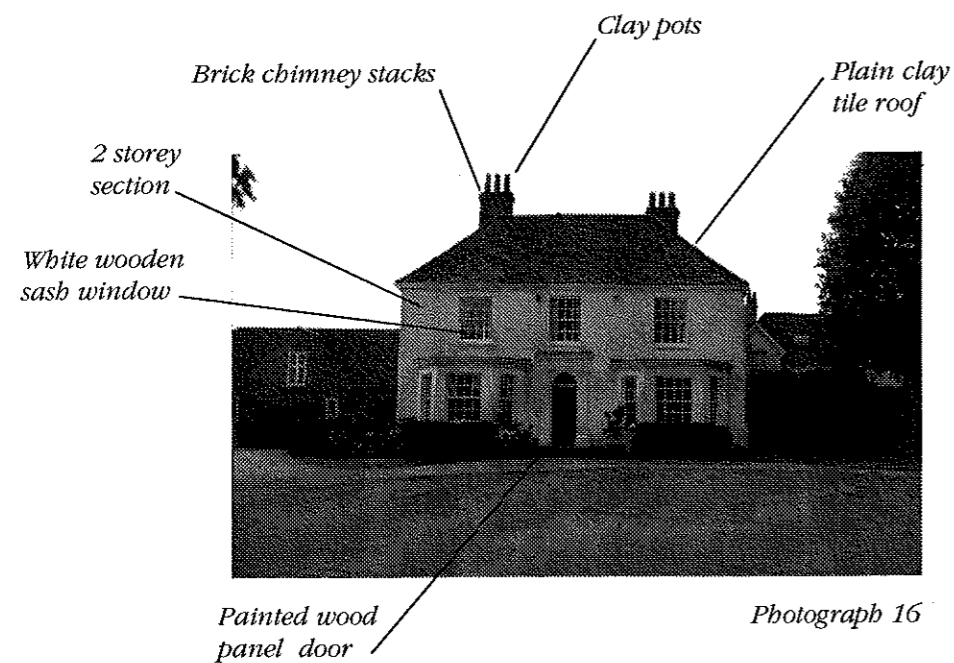 Clay pots
Brick chimney stacks
Plain clay
tile roof
2 storey
section
White wooden
sash window
Painted wood
panel door
Photograph 16